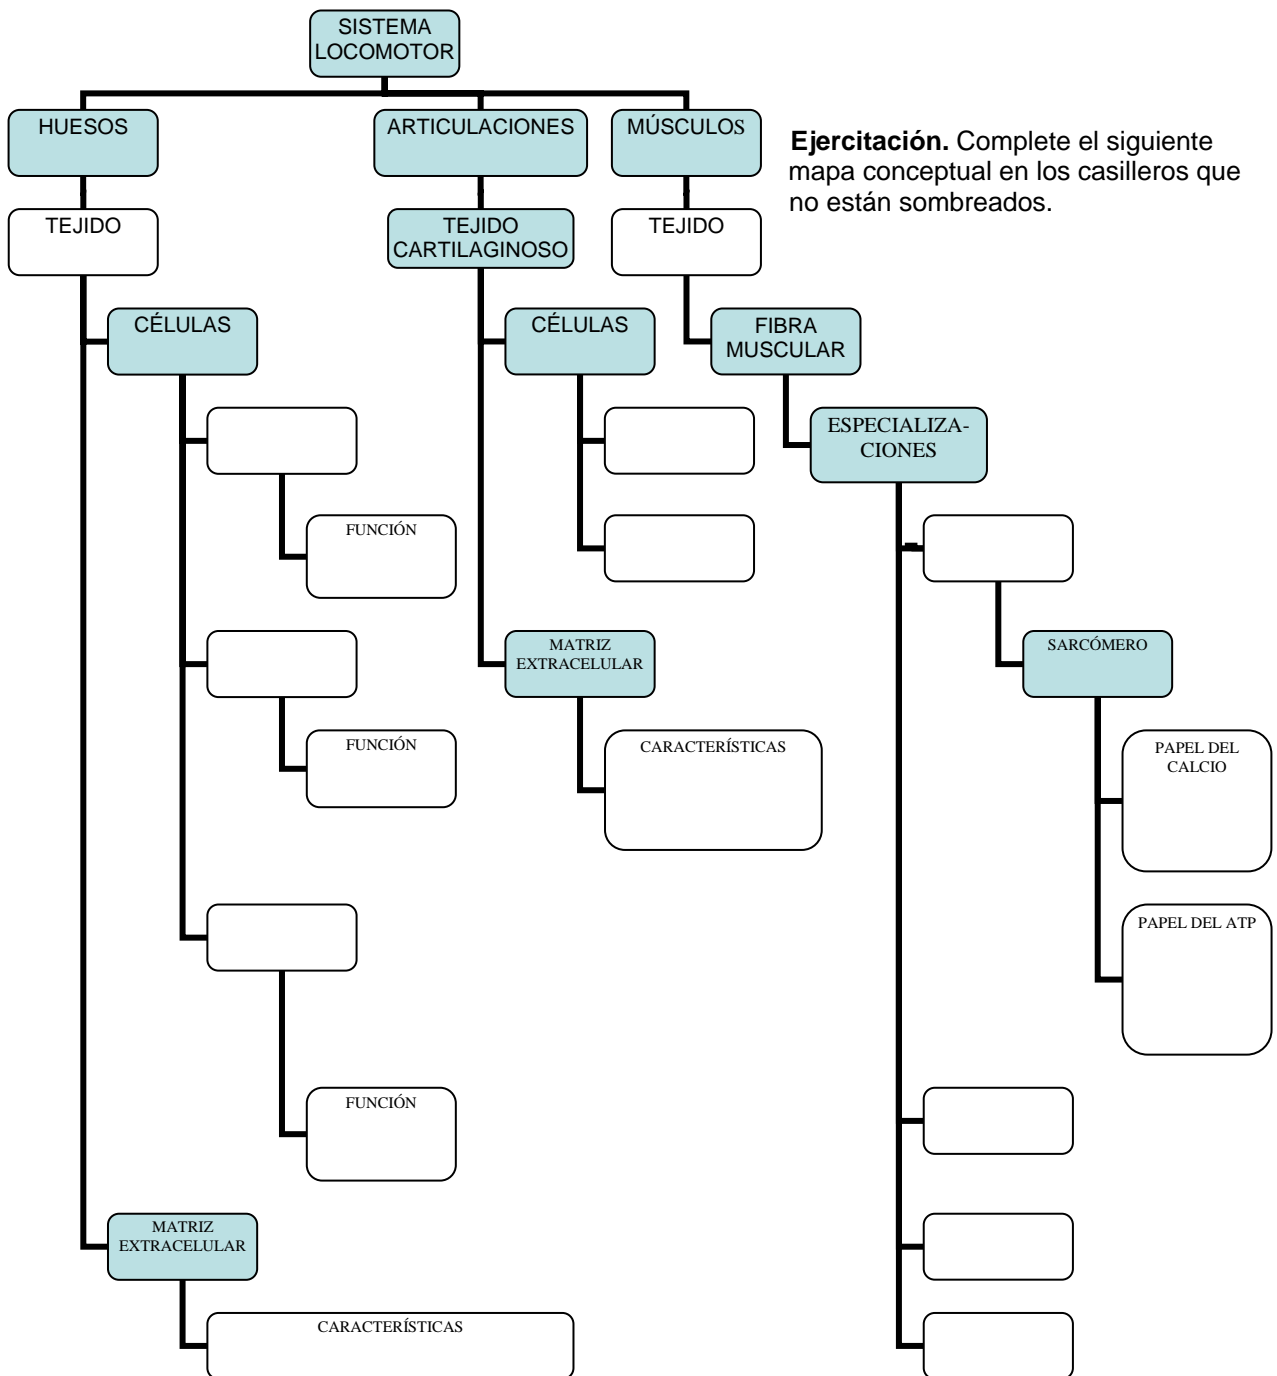 SISTEMA
LOCOMOTOR
HUESOS
ARTICULACIONES
MÚSCULOS
Ejercitación. Complete el siguiente
mapa conceptual en los casilleros que
no están sombreados.
TEJIDO
TEJIDO
CARTILAGINOSO
TEJIDO
CÉLULAS
CÉLULAS
FIBRA
MUSCULAR
ESPECIALIZA-
CIONES
FUNCIÓN
MATRIZ
EXTRACELULAR
SARCÓMERO
FUNCIÓN
CARACTERÍSTICAS
PAPEL DEL
CALCIO
PAPEL DEL ATP
FUNCIÓN
MATRIZ
EXTRACELULAR
CARACTERÍSTICAS